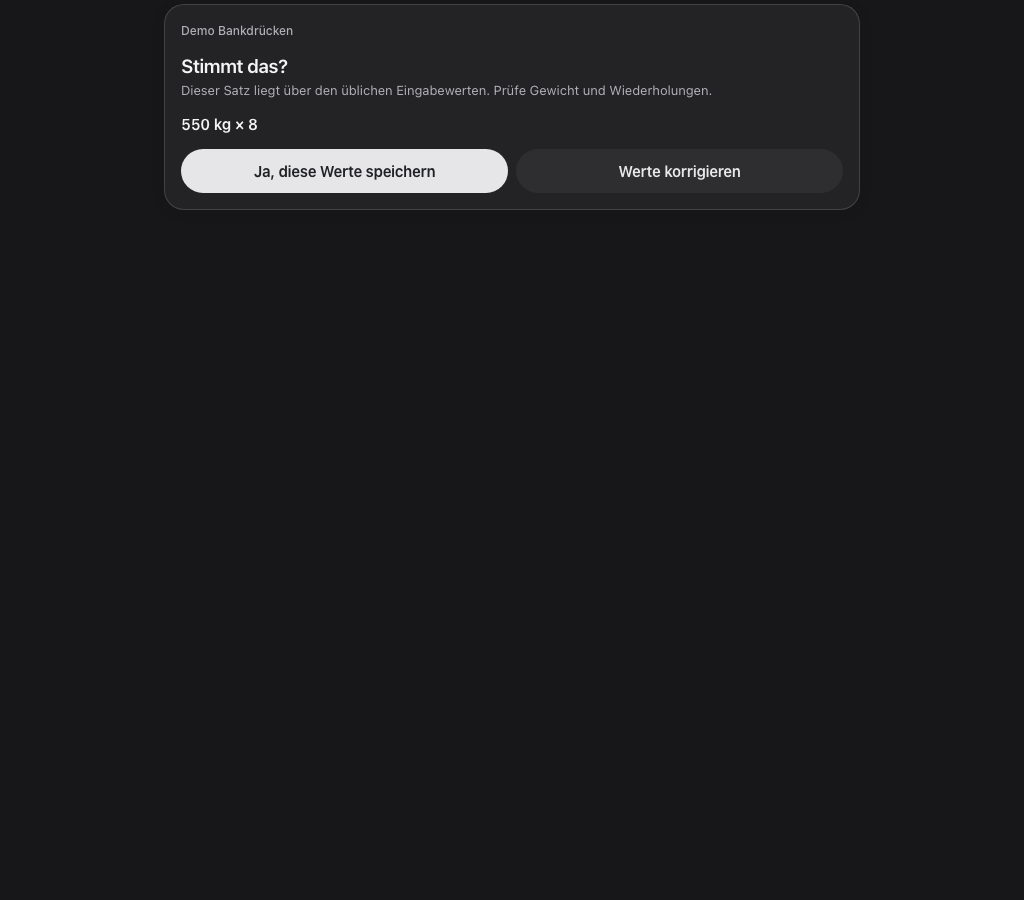 Demo Bankdrücken
Stimmt das?
Dieser Satz liegt über den üblichen Eingabewerten. Prüfe Gewicht und Wiederholungen.
550 kg × 8
Ja, diese Werte speichern
Werte korrigieren